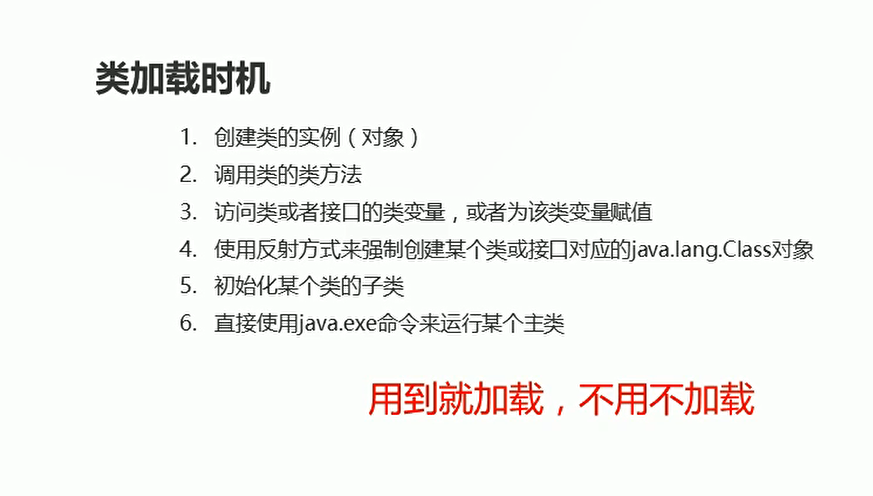 类加载时机
1. 创建类的实例（对象）
2. 调用类的类方法
3. 访问类或者接口的类变量，或者为该类变量赋值
4. 使用反射方式来强制创建某个类或接口对应的java.lang.Class对象
5. 初始化某个类的子类
6. 直接使用java.exe命令来运行某个主类
用到就加载，不用不加载